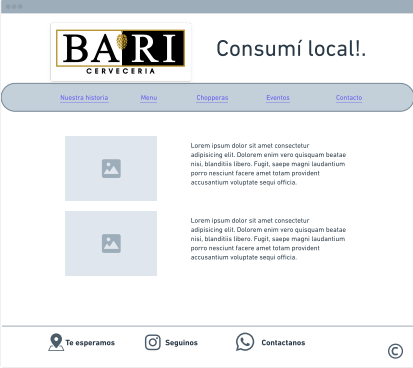 BARI
CERVECERIA
Consumí local!.
Nuestra historia Menu Chopperas Eventos Contacto
Lorem ipsum dolor sit amet consectetur
adipisicing elit. Dolorem enim vero quisquam beatae
nisi, blanditiis libero. Fugit, saepe magni laudantium
porro nesciunt facere autem totam provident
accusantium voluptate sequi officia.
Lorem ipsum dolor sit amet consectetur
adipisicing elit. Dolorem enim vero quisquam beatae
nisi, blanditiis libero. Fugit, saepe magni laudantium
porro nesciunt facere autem totam provident
accusantium voluptate sequi officia.
Te esperamos Seguinos Contactanos ©